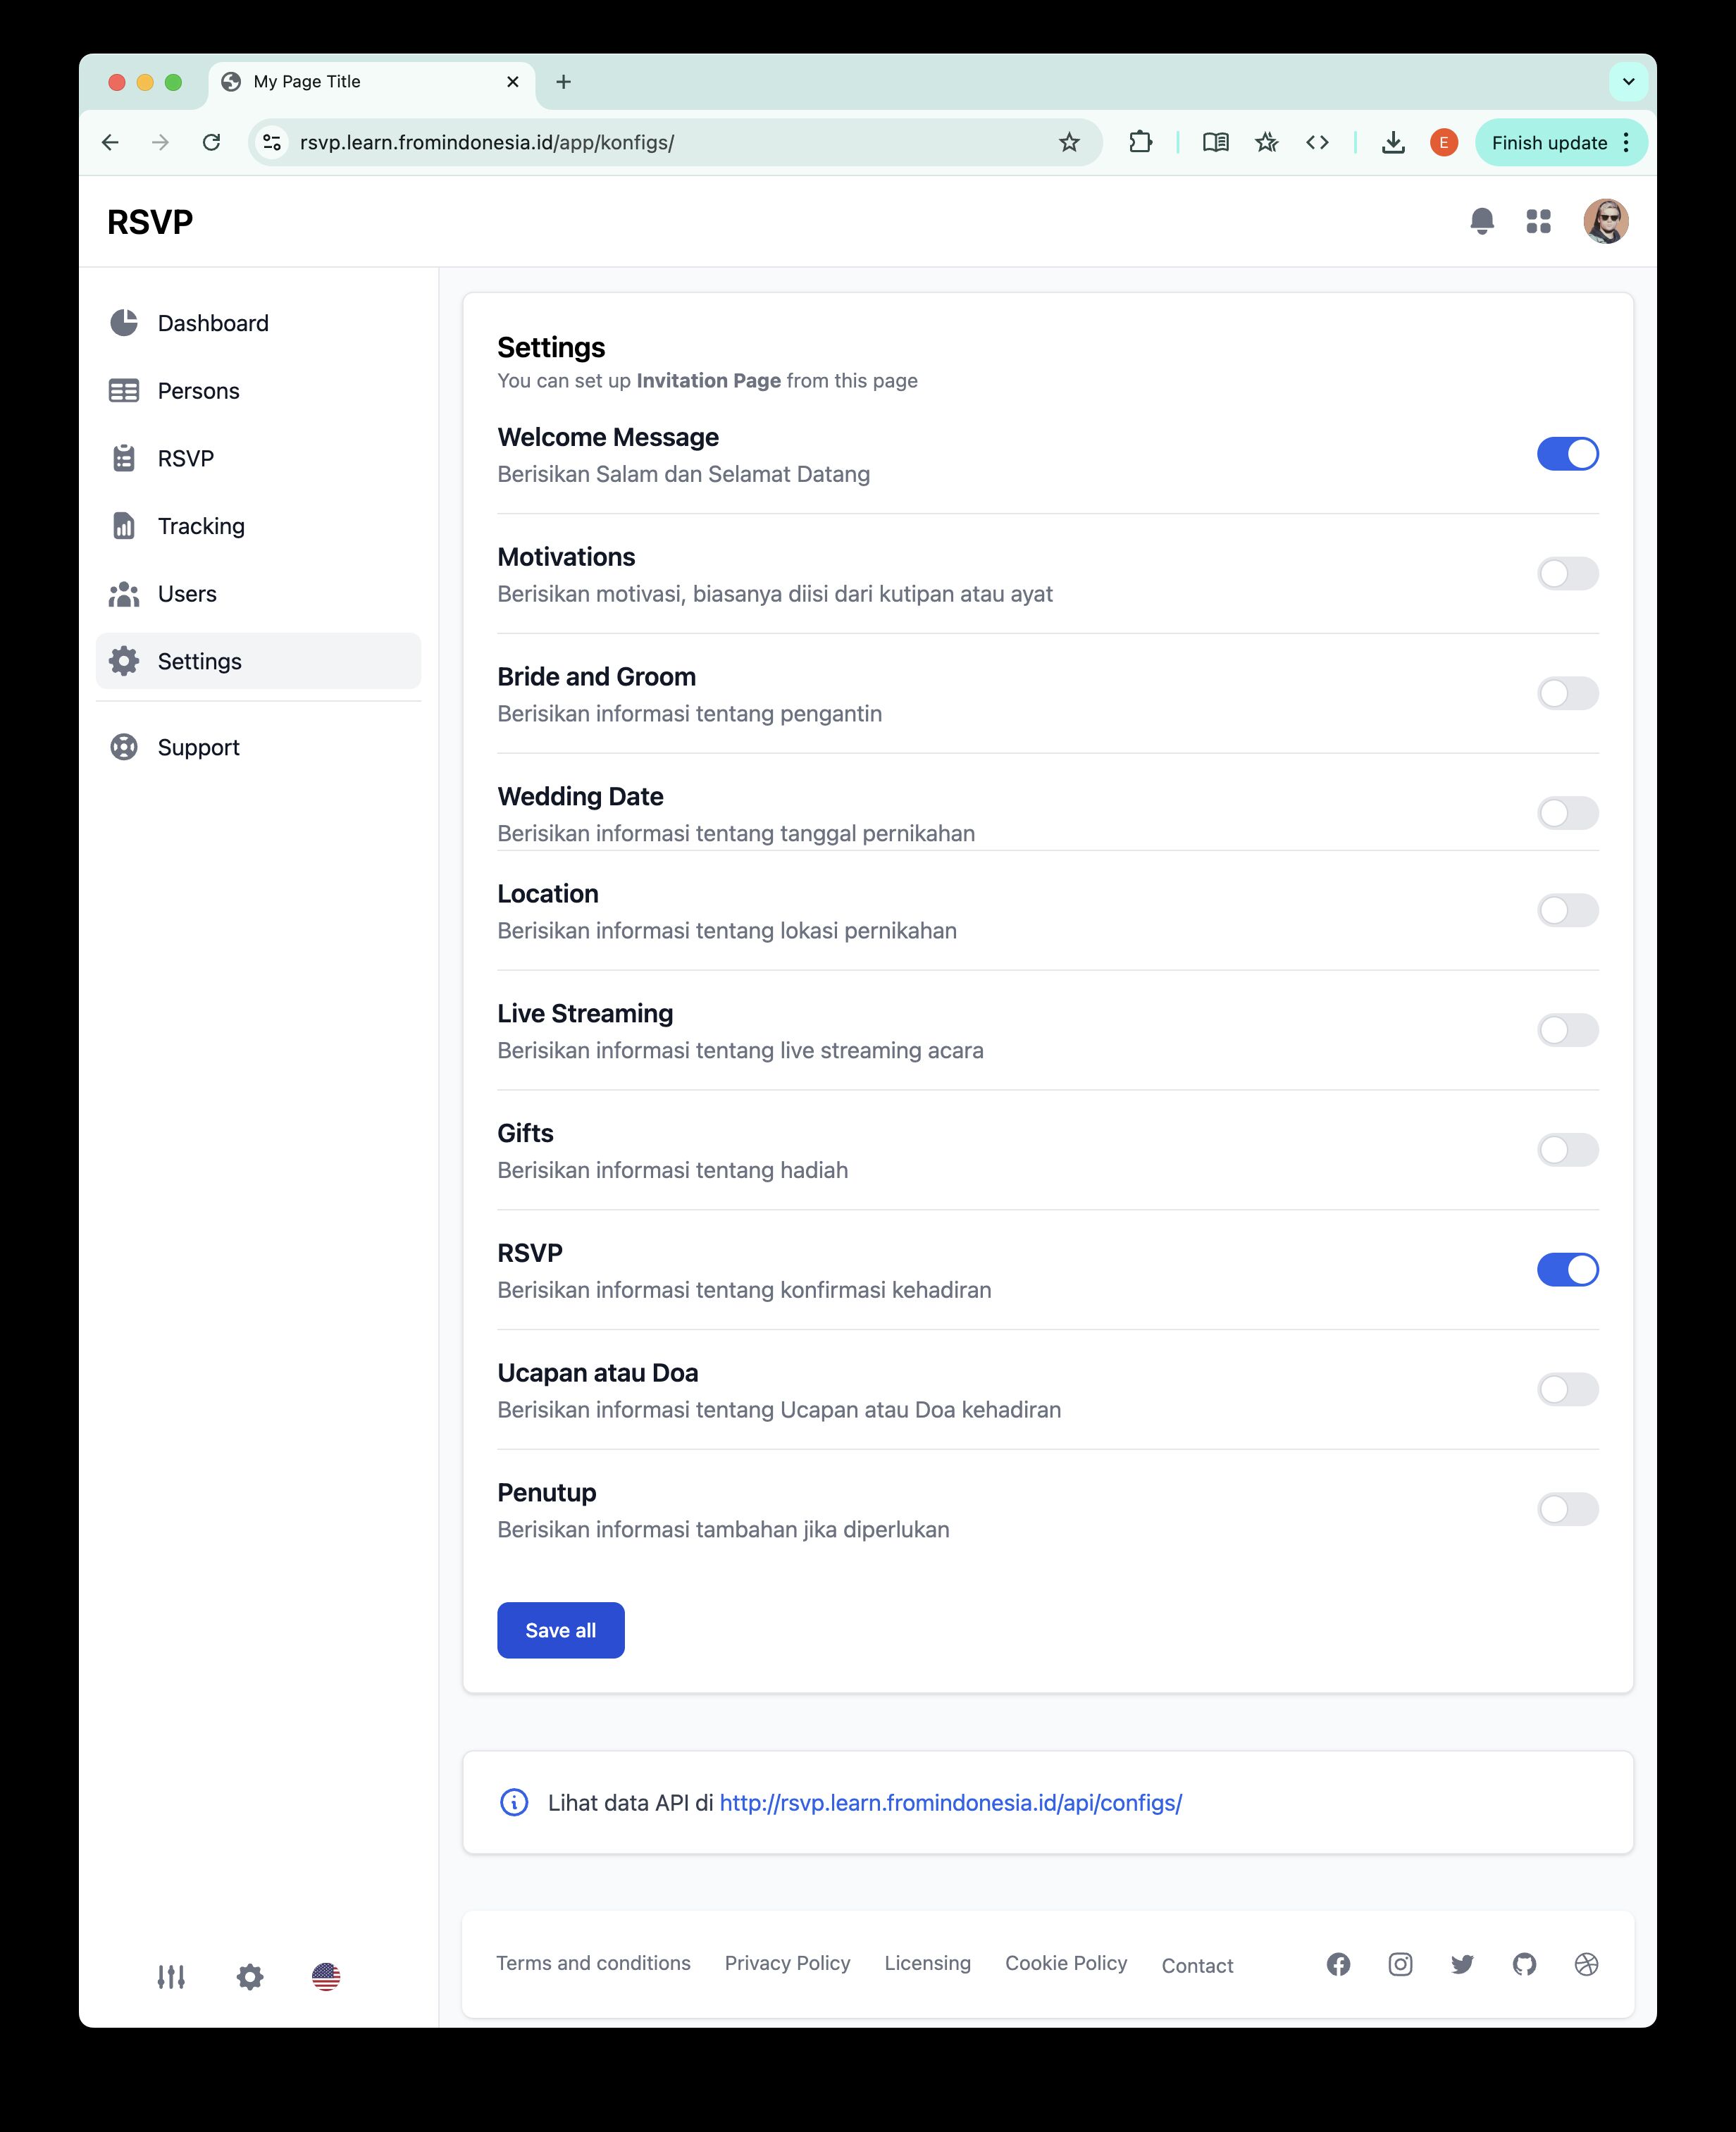 My Page Title
rsvp.learn.fromindonesia.id/app/konfigs/
E
Finish update
RSVP
Dashboard
Persons
RSVP
Tracking
Users
Settings
Support
Settings
You can set up Invitation Page from this page
Welcome Message
Berisikan Salam dan Selamat Datang
Motivations
Berisikan motivasi, biasanya diisi dari kutipan atau ayat
Bride and Groom
Berisikan informasi tentang pengantin
Wedding Date
Berisikan informasi tentang tanggal pernikahan
Location
Berisikan informasi tentang lokasi pernikahan
Live Streaming
Berisikan informasi tentang live streaming acara
Gifts
Berisikan informasi tentang hadiah
RSVP
Berisikan informasi tentang konfirmasi kehadiran
Ucapan atau Doa
Berisikan informasi tentang Ucapan atau Doa kehadiran
Penutup
Berisikan informasi tambahan jika diperlukan
Save all
Lihat data API di http://rsvp.learn.fromindonesia.id/api/configs/
Terms and conditions Privacy Policy Licensing Cookie Policy Contact